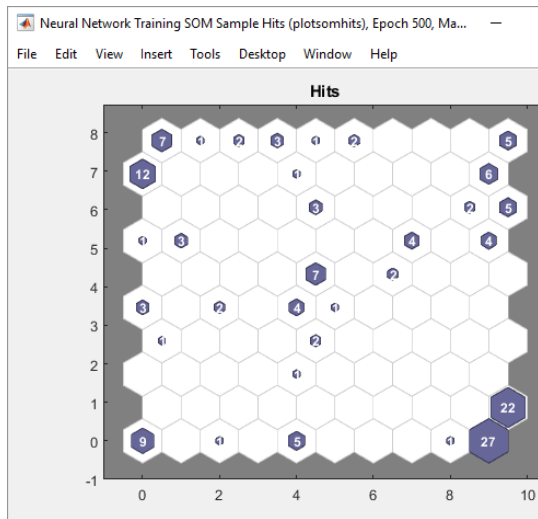 Neural Network Training SOM Sample Hits (plotsomhits), Epoch 500, Ma...
File Edit View Insert Tools Desktop Window Help
Hits
8 7 1 2 3 1 2 5
7 12 1 6
6 3 2 5
5 1 3 4 4
4 7 2
3 3 2 4 1
1 2
2 1
1 22
0 9 1 5 1 27
-1
0 2 4 6 8 10